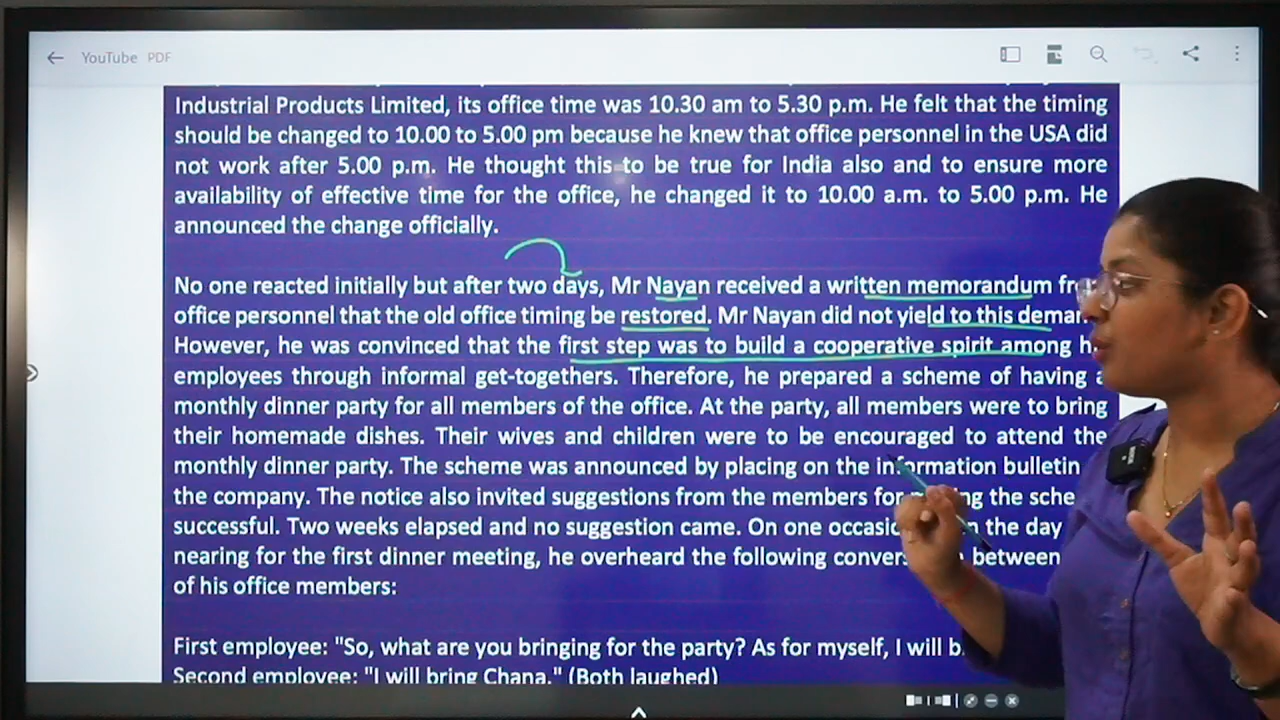 YouTube PDF
Industrial Products Limited, its office time was 10.30 am to 5.30 p.m. He felt that the timing
should be changed to 10.00 to 5.00 pm because he knew that office personnel in the USA did
not work after 5.00 p.m. He thought this to be true for India also and to ensure more
availability of effective time for the office, he changed it to 10.00 a.m. to 5.00 p.m. He
announced the change officially.
No one reacted initially but after two days, Mr Nayan received a written memorandum
office personnel that the old office timing be restored. Mr Nayan did not yield to this
However, he was convinced that the first step was to build a cooperative spirit among
employees through informal get-togethers. Therefore, he prepared a scheme of having
monthly dinner party for all members of the office. At the party, all members were to bring
their homemade dishes. Their wives and children were to be encouraged to attend the
monthly dinner party. The scheme was announced by placing on the information bulletin
the company. The notice also invited suggestions from the members for the
successful. Two weeks elapsed and no suggestion came. On one the day
nearing for the first dinner meeting, he overheard the following between
of his office members:
First employee: "So, what are you bringing for the party? As for myself, I will
Second employee: "I will bring Chana." (Both laughed)